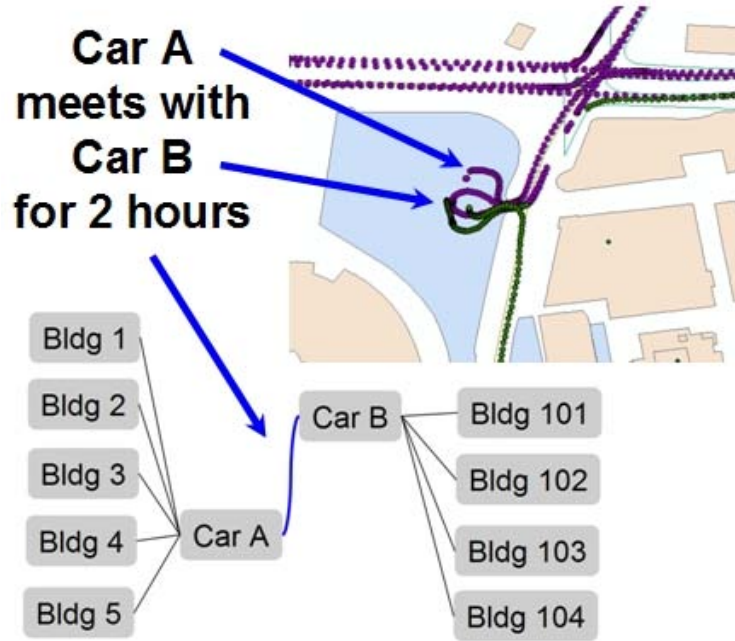 Car A
meets with
Car B
for 2 hours
Bldg 1
Bldg 2
Bldg 3
Bldg 4
Bldg 5
Car A
Car B
Bldg 101
Bldg 102
Bldg 103
Bldg 104